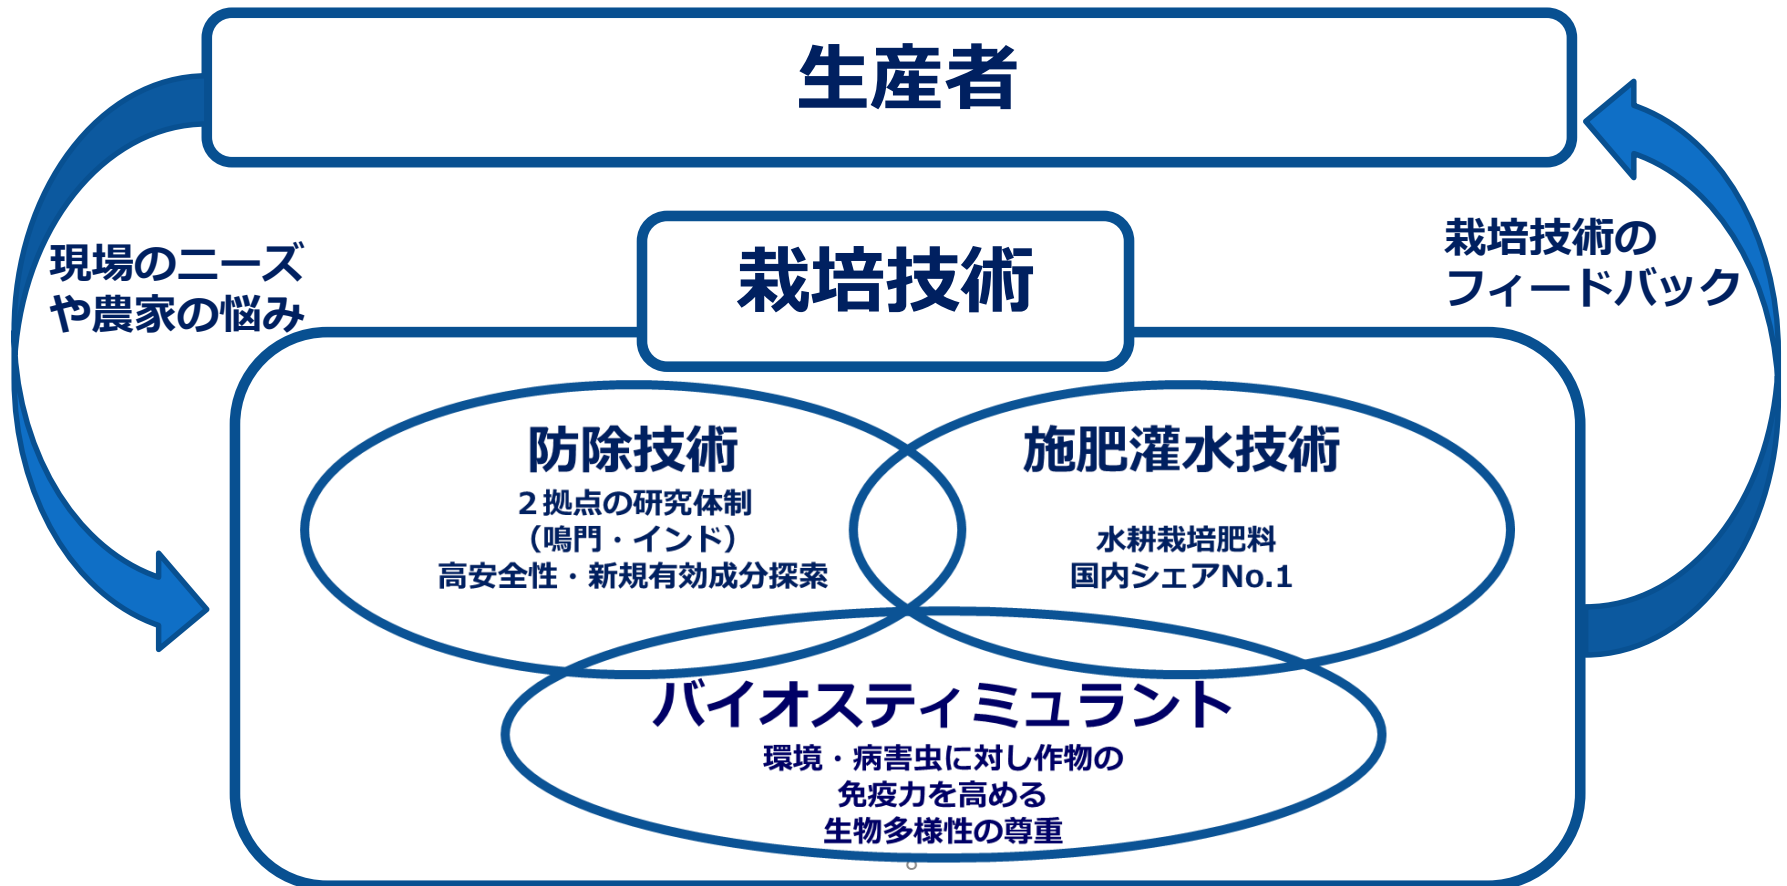 生産者
現場のニーズ
や農家の悩み
栽培技術の
フィードバック
栽培技術
防除技術
２拠点の研究体制
（鳴門・インド）
高安全性・新規有効成分探索
施肥灌水技術
水耕栽培肥料
国内シェアNo.1
バイオスティミュラント
環境・病害虫に対し作物の
免疫力を高める
生物多様性の尊重